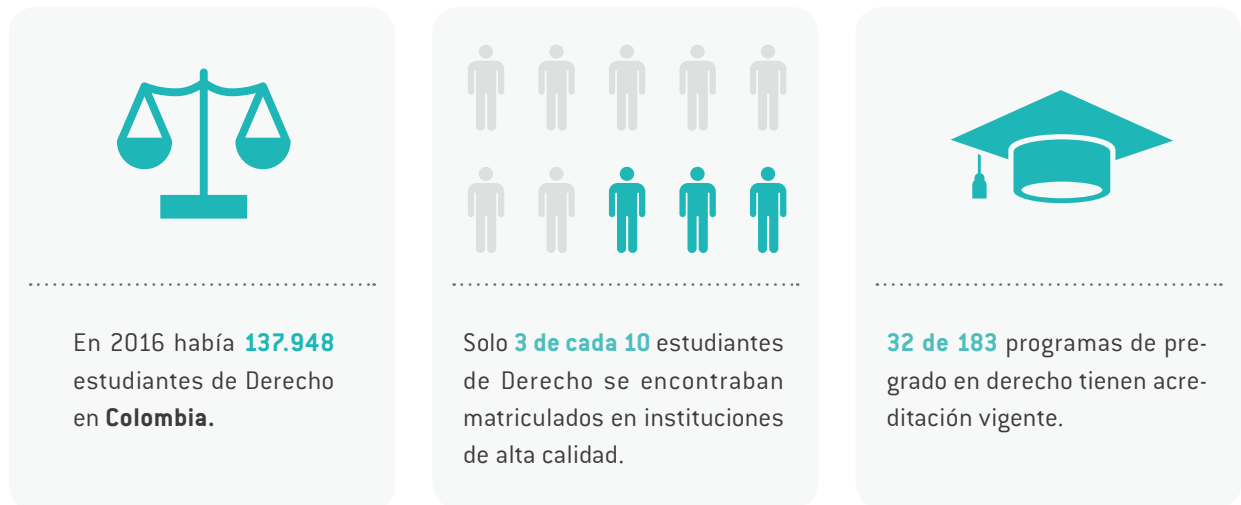 En 2016 había 137.948
estudiantes de Derecho
en Colombia.
Solo 3 de cada 10 estudiantes
de Derecho se encontraban
matriculados en instituciones
de alta calidad.
32 de 183 programas de pre-
grado en derecho tienen acre-
ditación vigente.